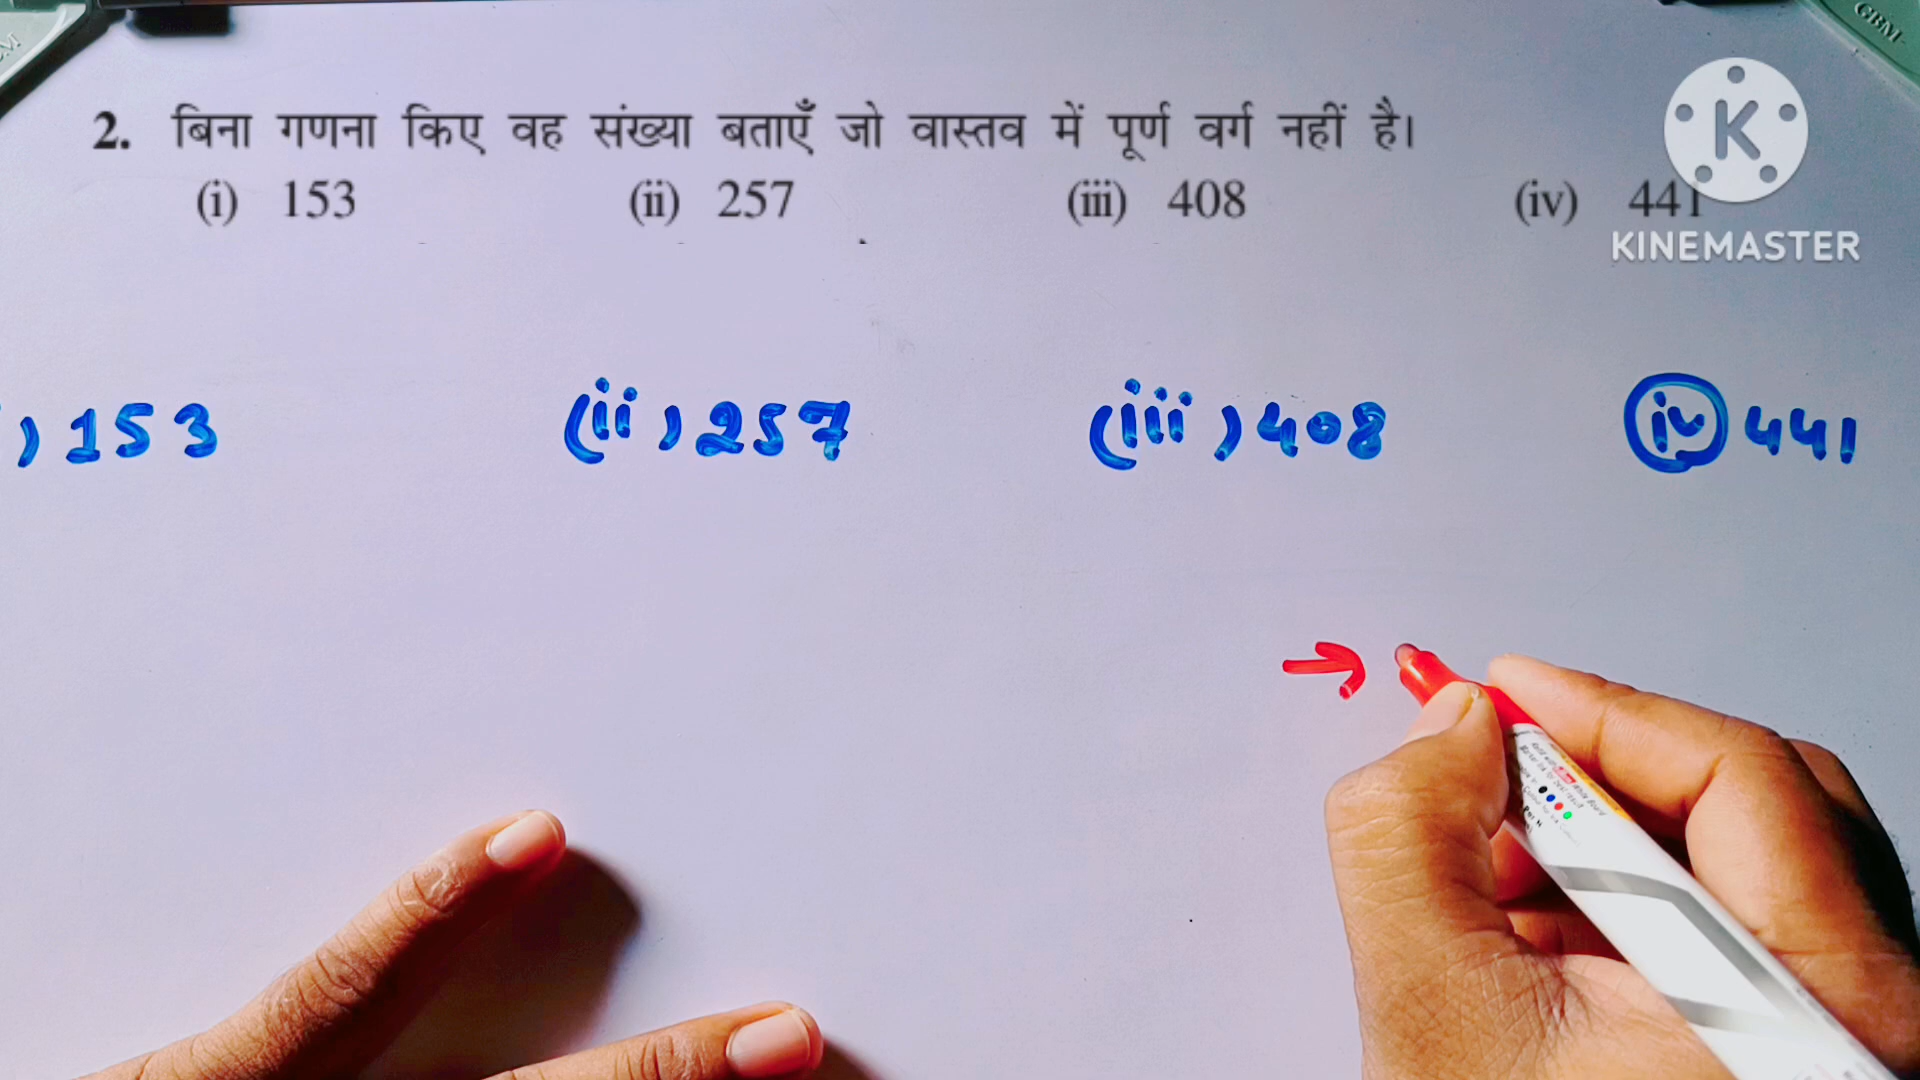 2. बिना गणना किए वह संख्या बताएँ जो वास्तव में पूर्ण वर्ग नहीं है।
(i) 153 (ii) 257 (iii) 408 (iv) 441
K
KINEMASTER
) 153 (ii) 257 (iii) 408 iv 441
→
GBM